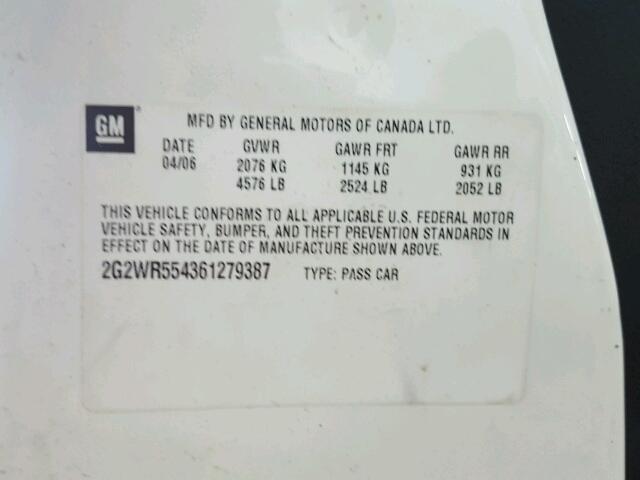 GM
MFD BY GENERAL MOTORS OF CANADA LTD.
DATE GVWR GAWR FRT GAWR RR
04/06 2076 KG 1145 KG 931 KG
4576 LB 2524 LB 2052 LB
THIS VEHICLE CONFORMS TO ALL APPLICABLE U.S. FEDERAL MOTOR
VEHICLE SAFETY, BUMPER, AND THEFT PREVENTION STANDARDS IN
EFFECT ON THE DATE OF MANUFACTURE SHOWN ABOVE.
2G2WR554361279387 TYPE: PASS CAR